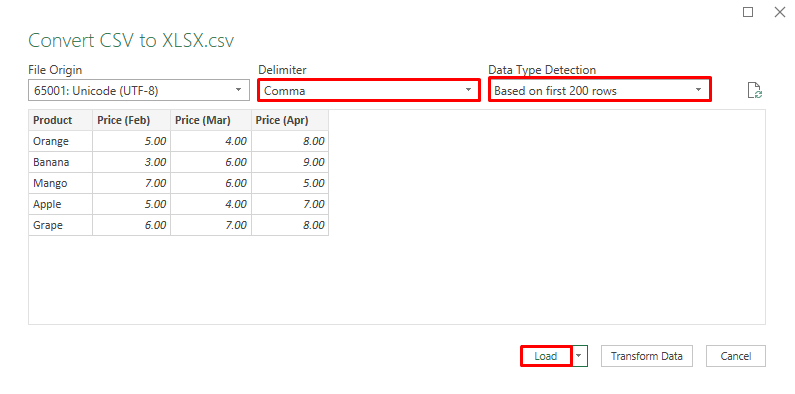 Convert CSV to XLSX.csv
File Origin Delimiter Data Type Detection
65001: Unicode (UTF-8) Comma Based on first 200 rows
Product Price (Feb) Price (Mar) Price (Apr)
Orange 5.00 4.00 8.00
Banana 3.00 6.00 9.00
Mango 7.00 6.00 5.00
Apple 5.00 4.00 7.00
Grape 6.00 7.00 8.00
Load Transform Data Cancel